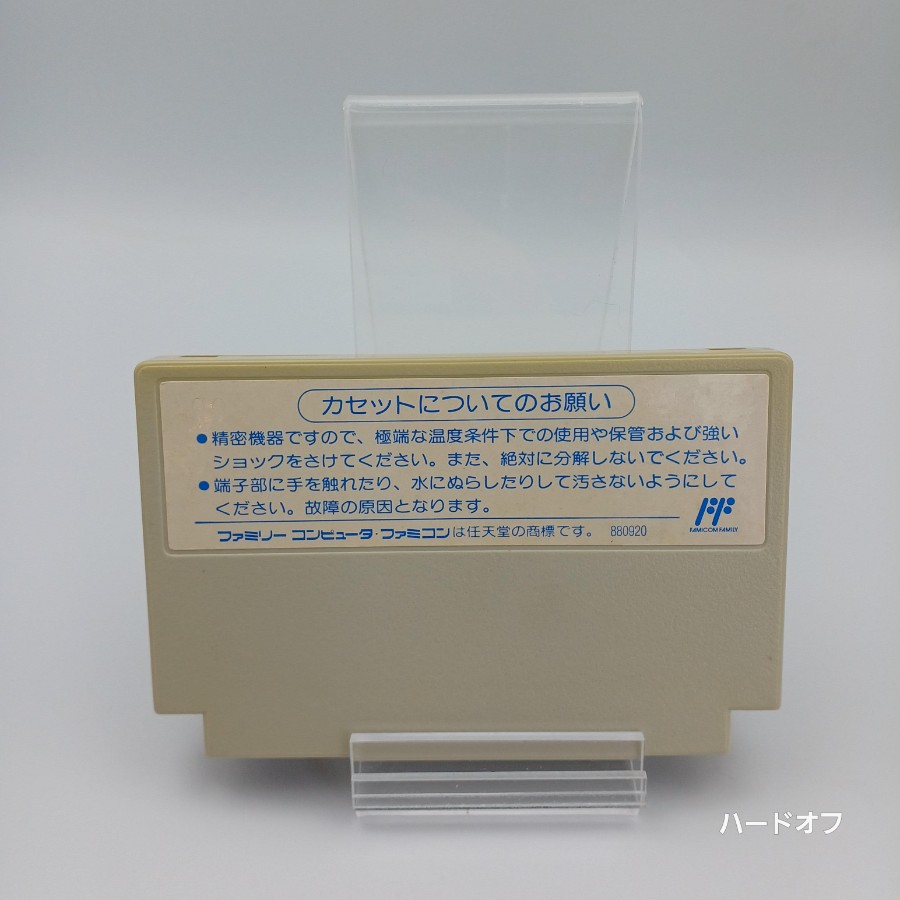 カセットについてのお願い
●精密機器ですので、極端な温度条件下での使用や保管および強い
ショックをさけてください。また、絶対に分解しないでください。
●端子部に手を触れたり、水にぬらしたりして汚さないようにして
ください。故障の原因となります。
FAMICOM FAMILY
ファミリー コンピュータ・ファミコンは任天堂の商標です。 880920
ハードオフ